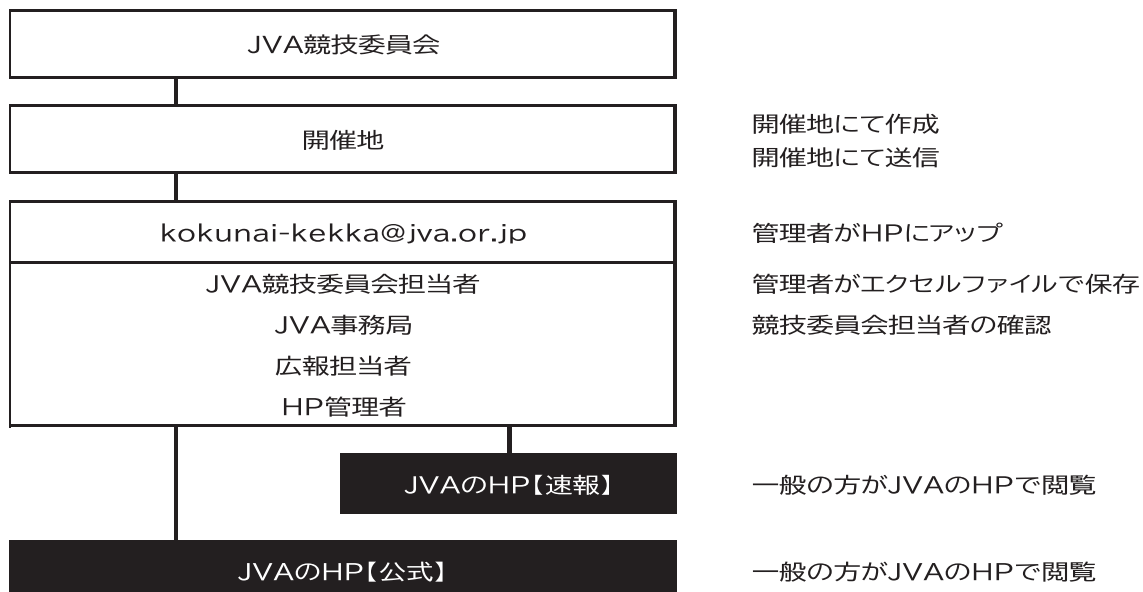 JVA競技委員会
開催地
開催地にて作成
開催地にて送信
kokunai-kekka@jva.or.jp
管理者がHPにアップ
JVA競技委員会担当者
管理者がエクセルファイルで保存
JVA事務局
競技委員会担当者の確認
広報担当者
HP管理者
JVAのHP【速報】
一般の方がJVAのHPで閲覧
JVAのHP【公式】
一般の方がJVAのHPで閲覧